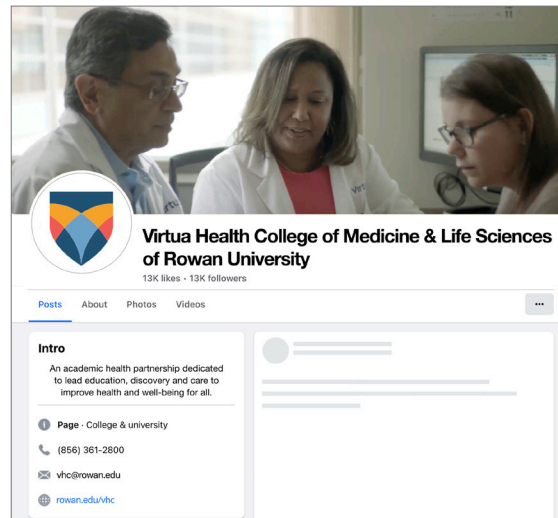 11
Virtua Health College of Medicine & Life Sciences
of Rowan University
13K likes • 13K followers
Posts About Photos Videos
Intro
An academic health partnership dedicated
to lead education, discovery and care to
improve health and well-being for all.
Page · College & university
(856) 361-2800
vhc@rowan.edu
rowan.edu/vhc